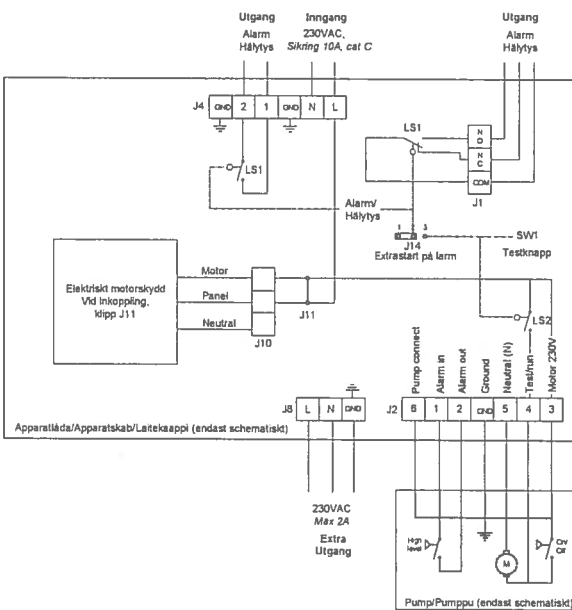 Utgang
Alarm
Hälytys
Inngang
230VAC,
Sikring 10A, cat C
Utgang
Alarm
Hälytys
J4 GND 2 1 GND N L
LS1
LS1
NO
NC
COM
J1
Alarm/
Hälytys
1 3
J14
Extrastart på larm
SW1
Testknapp
Elektriskt motorskydd
Vid Inkoppling,
klipp J11
Motor
Panel
Neutral
J10
J11
LS2
Pump connect
Alarm in
Alarm out
Ground
Neutral (N)
Test/run
Motor 230V
J8 L N GND
J2 6 1 2 GND 5 4 3
Apparatlåda/Apparatskab/Laitekaappi (endast schematiskt)
230VAC
Max 2A
Extra
Utgang
High
level
M
On/
Off
Pump/Pumppu (endast schematiskt)